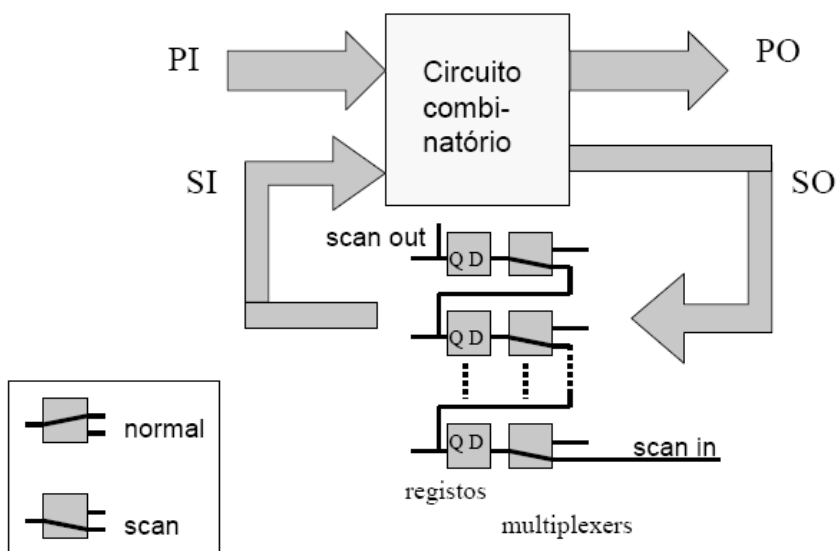 PI
Circuito
combi-
natório
PO
SI
SO
scan out
Q D
Q D
normal
Q D
scan in
scan
registos
multiplexers